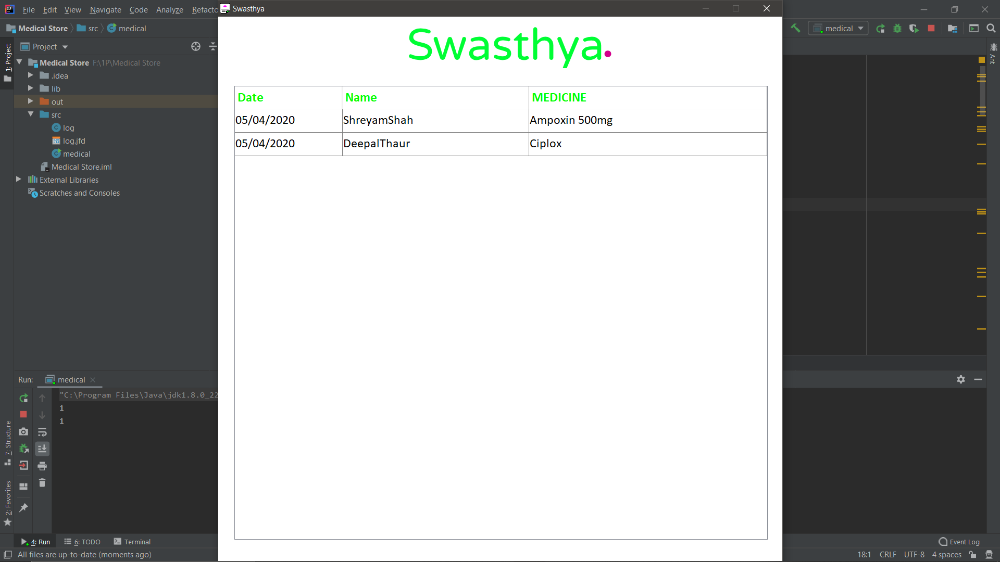 File Edit View Navigate Code Analyze Refacto
Swasthya
Medical Store src medical
medical
Project
Swasthya.
1: Project
Ant
Medical Store F:\1P\Medical Store
.idea
lib
out
src
log
log.jfd
medical
Medical Store.iml
External Libraries
Scratches and Consoles
Date Name MEDICINE
05/04/2020 ShreyamShah Ampoxin 500mg
05/04/2020 DeepalThaur Ciplox
Run: medical
"C:\Program Files\Java\jdk1.8.0_22
1
1
7: Structure
2: Favorites
4: Run 6: TODO Terminal
Event Log
All files are up-to-date (moments ago)
18:1 CRLF UTF-8 4 spaces